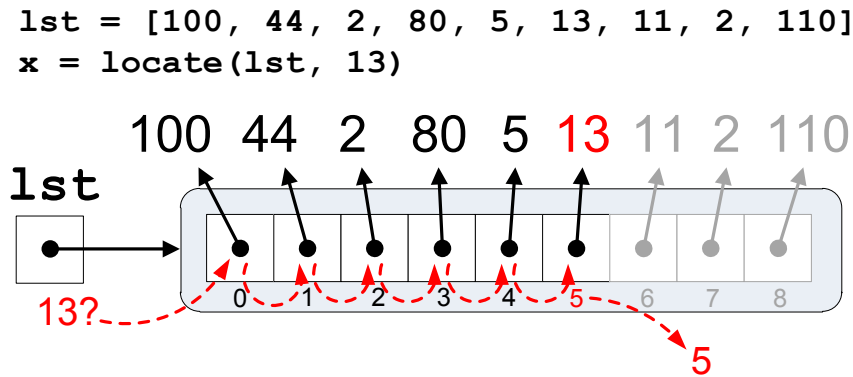 lst = [100, 44, 2, 80, 5, 13, 11, 2, 110]
x = locate(lst, 13)
100 44 2 80 5 13 11 2 110
lst
0 1 2 3 4 5 6 7 8
13?
5